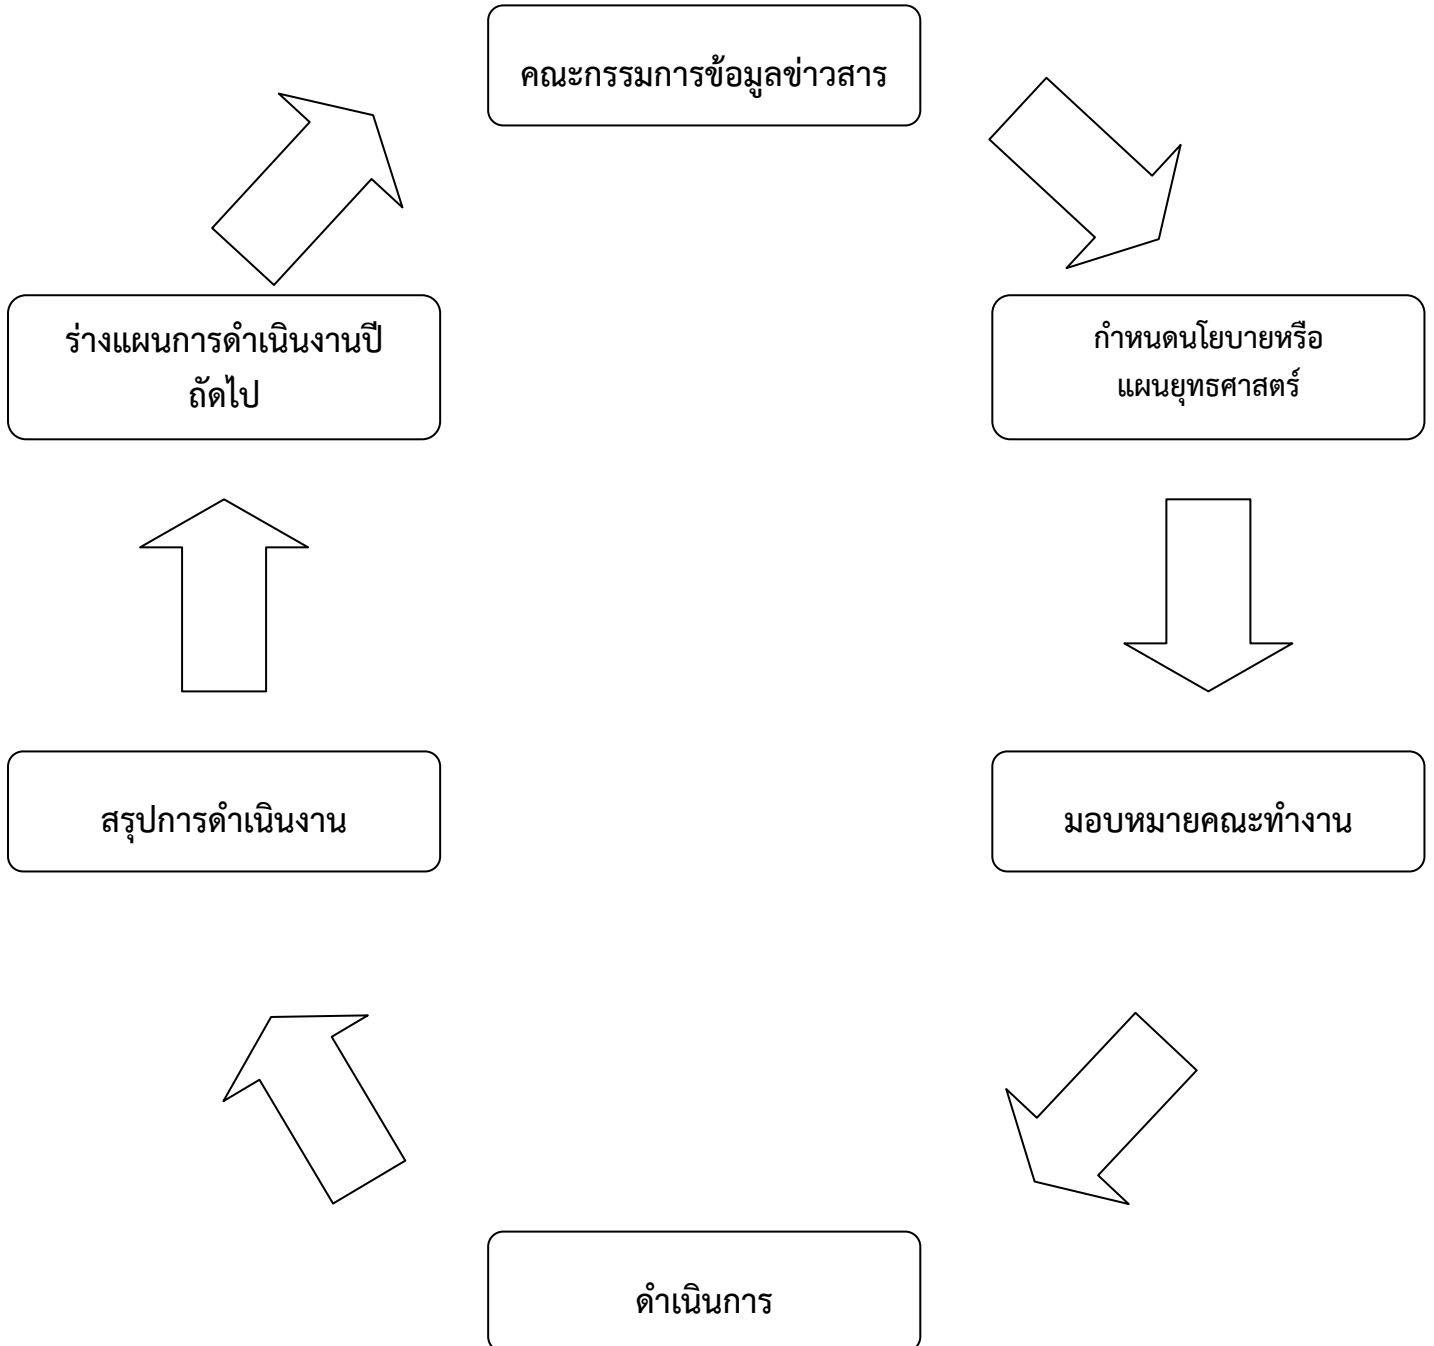 คณะกรรมการข้อมูลข่าวสาร
ร่างแผนการดำเนินงานปี
ถัดไป
กำหนดนโยบายหรือ
แผนยุทธศาสตร์
สรุปการดำเนินงาน
มอบหมายคณะทำงาน
ดำเนินการ